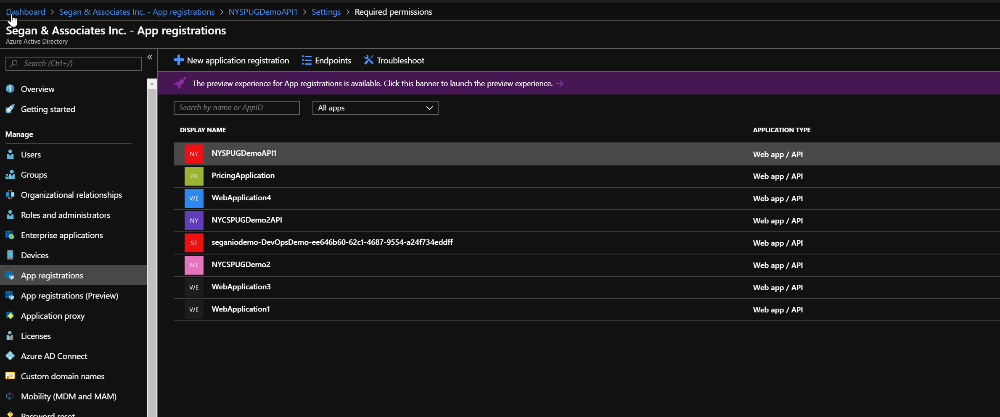 Dashboard > Segan & Associates Inc. - App registrations > NYSPUGDemoAPI1 > Settings > Required permissions
Segan & Associates Inc. - App registrations
Azure Active Directory
Search (Ctrl+/)
«
Overview
Getting started
Manage
Users
Groups
Organizational relationships
Roles and administrators
Enterprise applications
Devices
App registrations
App registrations (Preview)
Application proxy
Licenses
Azure AD Connect
Custom domain names
Mobility (MDM and MAM)
Password reset
New application registration
Endpoints
Troubleshoot
The preview experience for App registrations is available. Click this banner to launch the preview experience. →
Search by name or AppID
All apps
DISPLAY NAME APPLICATION TYPE
NY NYSPUGDemoAPI1 Web app / API
PR PricingApplication Web app / API
WE WebApplication4 Web app / API
NY NYCSPUGDemo2API Web app / API
SE seganiodemo-DevOpsDemo-ee646b60-62c1-4687-9554-a24f734eddff Web app / API
NY NYCSPUGDemo2 Web app / API
WE WebApplication3 Web app / API
WE WebApplication1 Web app / API